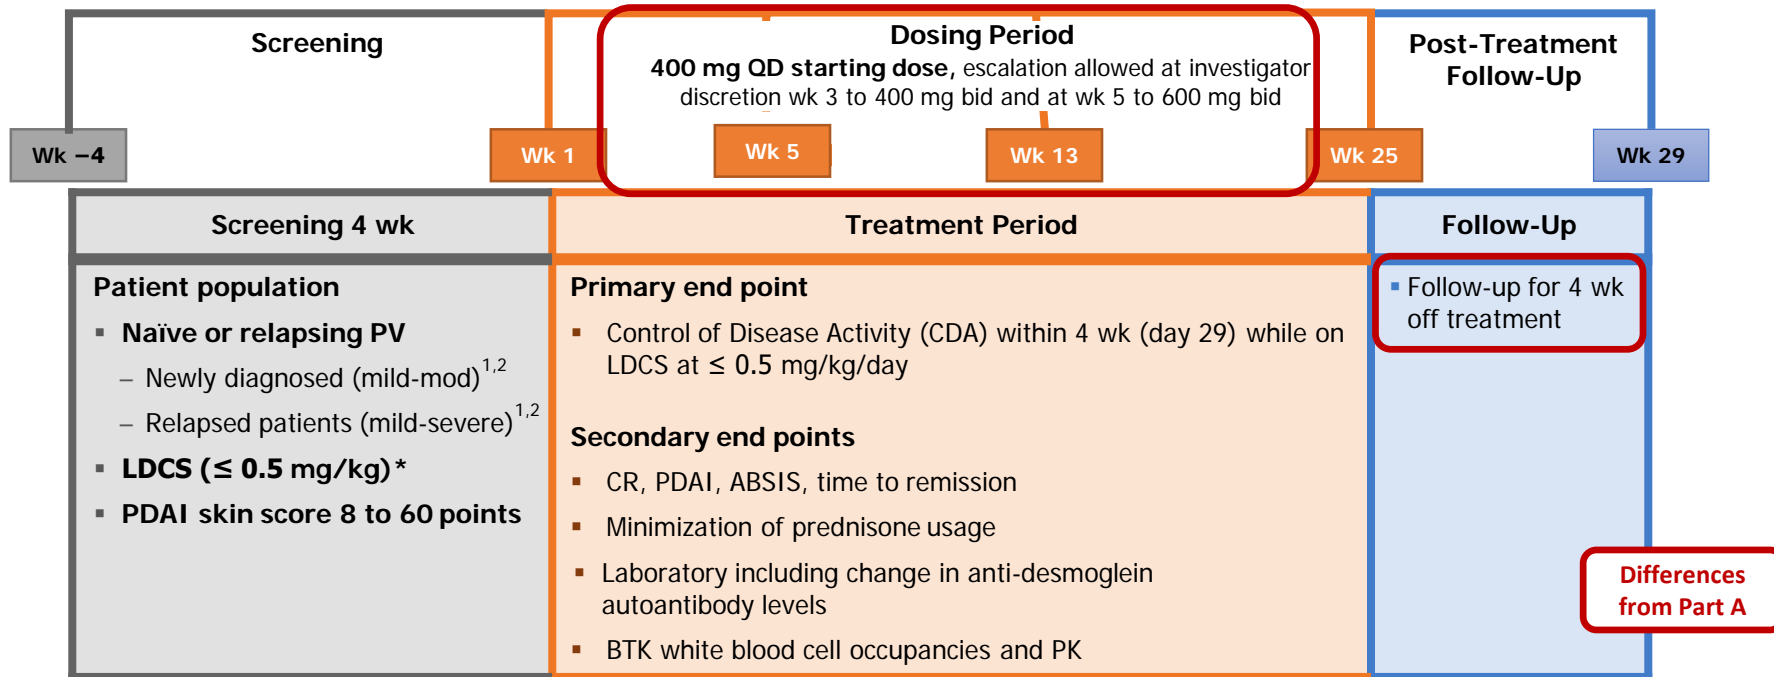 Screening
Dosing Period
400 mg QD starting dose, escalation allowed at investigator
discretion wk 3 to 400 mg bid and at wk 5 to 600 mg bid
Post-Treatment
Follow-Up
Wk −4
Wk 1
Wk 5
Wk 13
Wk 25
Wk 29
Screening 4 wk
Treatment Period
Follow-Up
Patient population
▪ Naïve or relapsing PV
– Newly diagnosed (mild-mod)1,2
– Relapsed patients (mild-severe)1,2
▪ LDCS (≤ 0.5 mg/kg)*
▪ PDAI skin score 8 to 60 points
Primary end point
▪ Control of Disease Activity (CDA) within 4 wk (day 29) while on
LDCS at ≤ 0.5 mg/kg/day
Secondary end points
▪ CR, PDAI, ABSIS, time to remission
▪ Minimization of prednisone usage
▪ Laboratory including change in anti-desmoglein
autoantibody levels
▪ BTK white blood cell occupancies and PK
▪ Follow-up for 4 wk
off treatment
Differences
from Part A